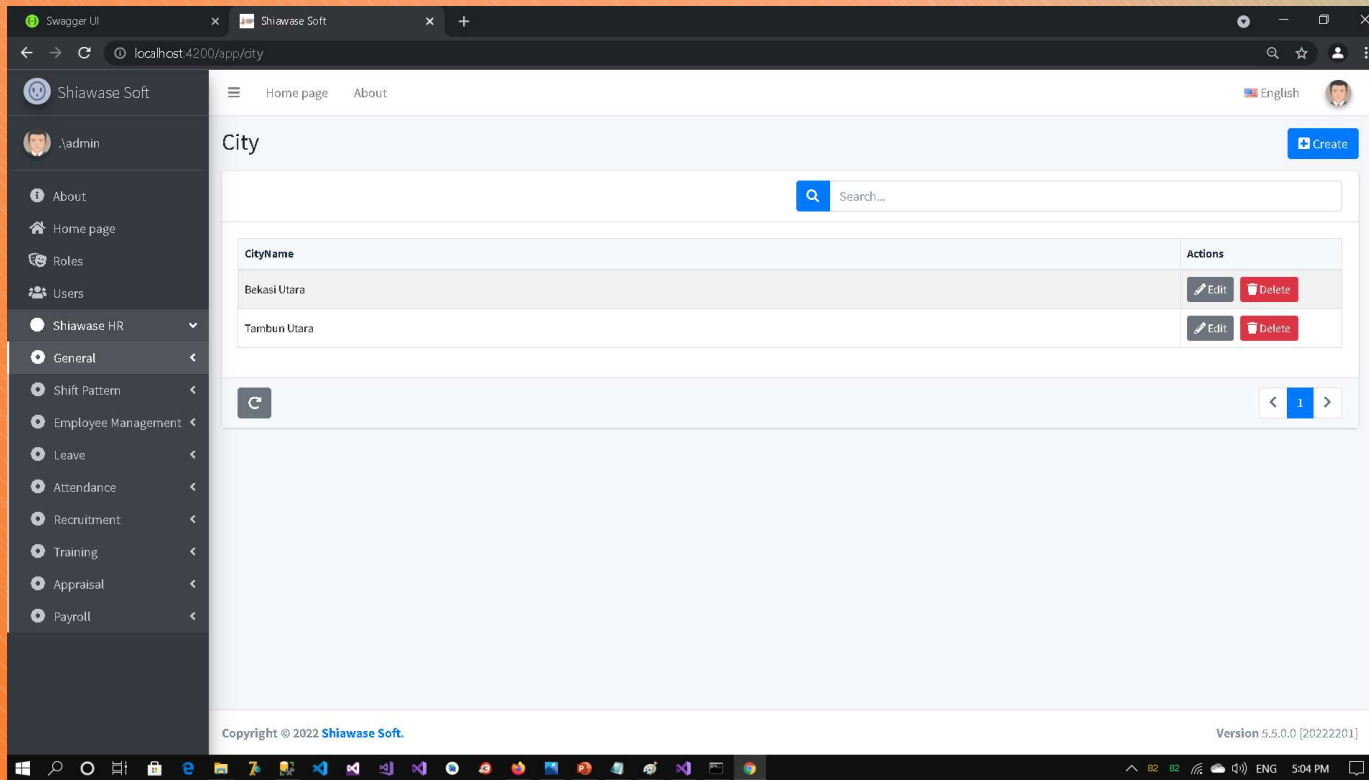 Swagger UI
Shiawase Soft
localhost:4200/app/city
Shiawase Soft
Home page About
English
.\admin
City
Create
About
Home page
Roles
Users
Shiawase HR
General
Shift Pattern
Employee Management
Leave
Attendance
Recruitment
Training
Appraisal
Payroll
Search...
CityName Actions
Bekasi Utara Edit Delete
Tambun Utara Edit Delete
1
Copyright © 2022 Shiawase Soft. Version 5.5.0.0 [20222201]
82 82 ENG 5:04 PM